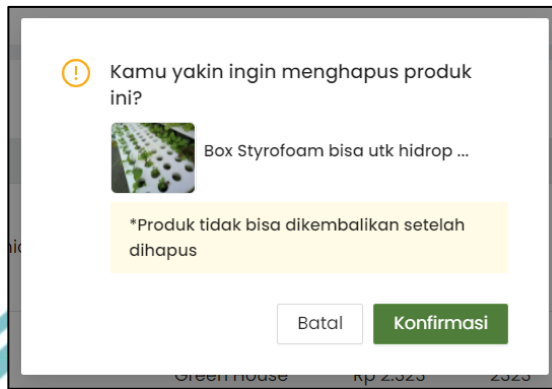 Kamu yakin ingin menghapus produk
ini?
Box Styrofoam bisa utk hidrop ...
*Produk tidak bisa dikembalikan setelah
dihapus
Batal Konfirmasi
Green House Rp 2.323 2323